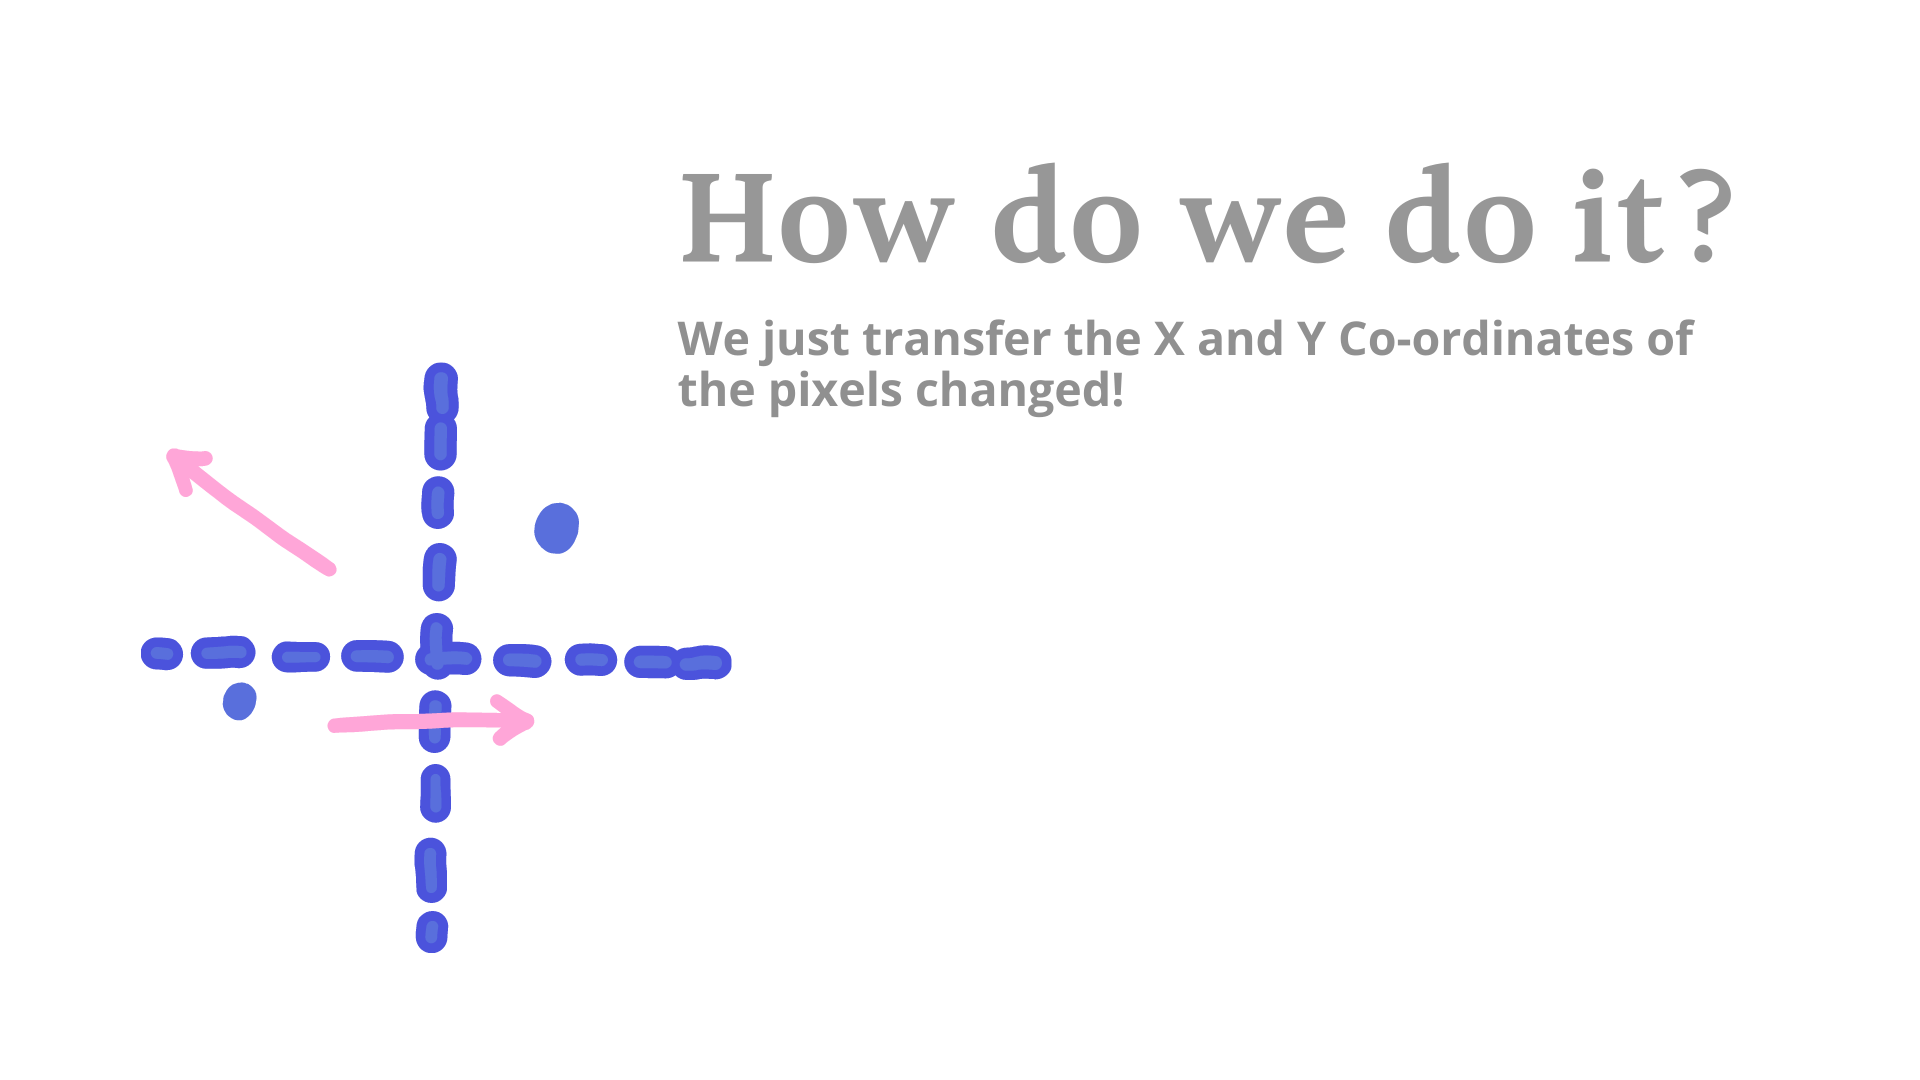 How do we do it?
We just transfer the X and Y Co-ordinates of
the pixels changed!